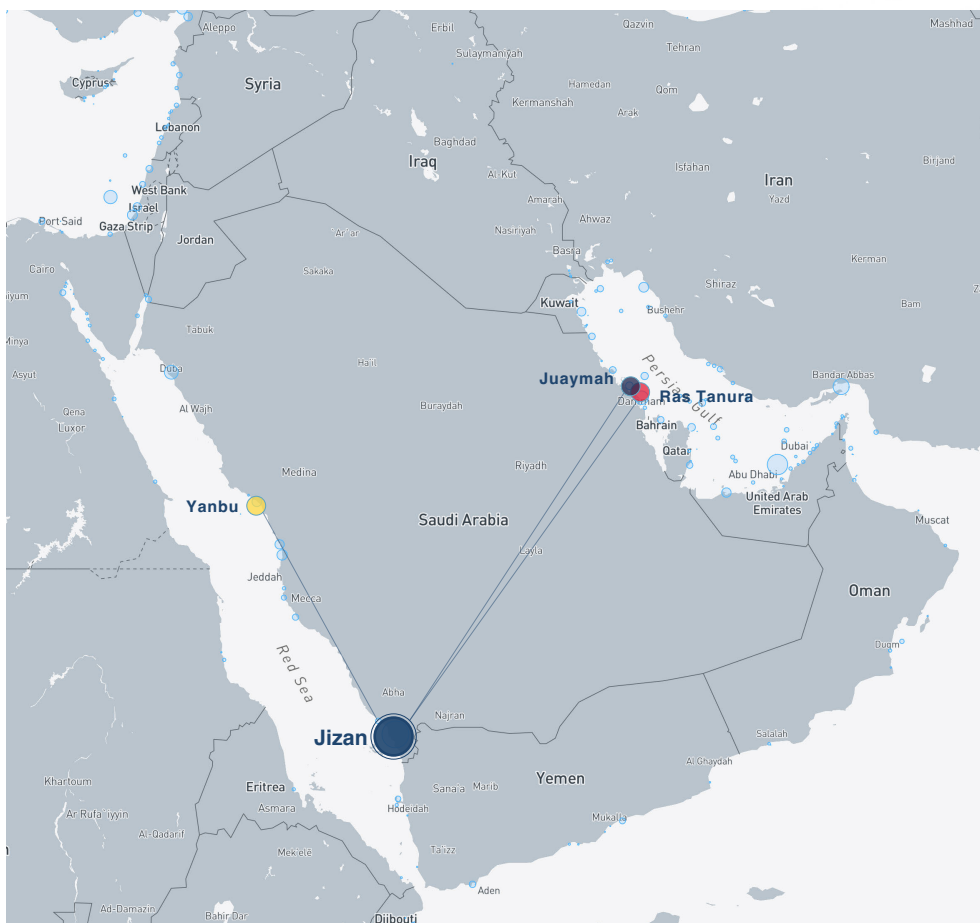 Aleppo
Erbil
Qazvin
Mashhad
Tehran
Sulaymaniyah
Cyprus
Syria
Hamedan
Qom
Kermanshah
Arak
Lebanon
Baghdad
Iraq
Isfahan
Birjand
Al-Kut
Iran
West Bank
Amarah
Yazd
Israel
Port Said
Gaza Strip
Jordan
'Ar'ar
Nasiriyah
Ahwaz
Basra
Kerman
Cairo
Sakaka
Shiraz
Kuwait
Bushehr
Bam
Tabuk
Minya
Asyut
Duba
Ha'il
Persian Gulf
Bandar Abbas
Juaymah
Ras Tanura
Dammam
Al Wajh
Buraydah
Qena
Luxor
Bahrain
Qatar
Dubai
Medina
Riyadh
Abu Dhabi
Yanbu
United Arab
Emirates
Saudi Arabia
Muscat
Layla
Jeddah
Mecca
Oman
Duqm
Red Sea
Abha
Najran
Jizan
Salalah
Al Ghaydah
Khartoum
Eritrea
Sana'a
Marib
Yemen
Asmara
Hodeidah
Ar Rufa'iyyin
Mukalla
Al-Qadarif
Mek'elē
Ta'izz
Aden
Ad-Damazin
Bahir Dar
Djibouti